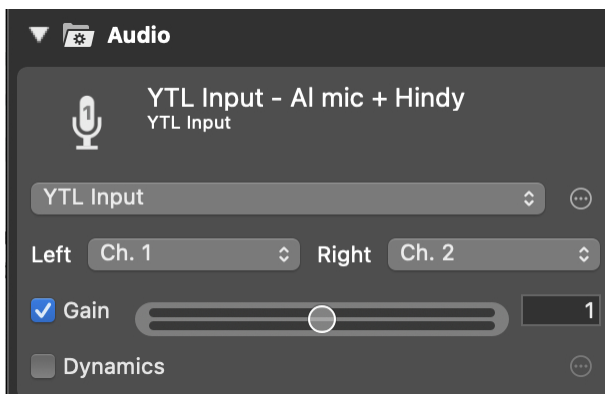 Audio
1
YTL Input - Al mic + Hindy
YTL Input
YTL Input
Left Ch. 1 Right Ch. 2
Gain 1
Dynamics